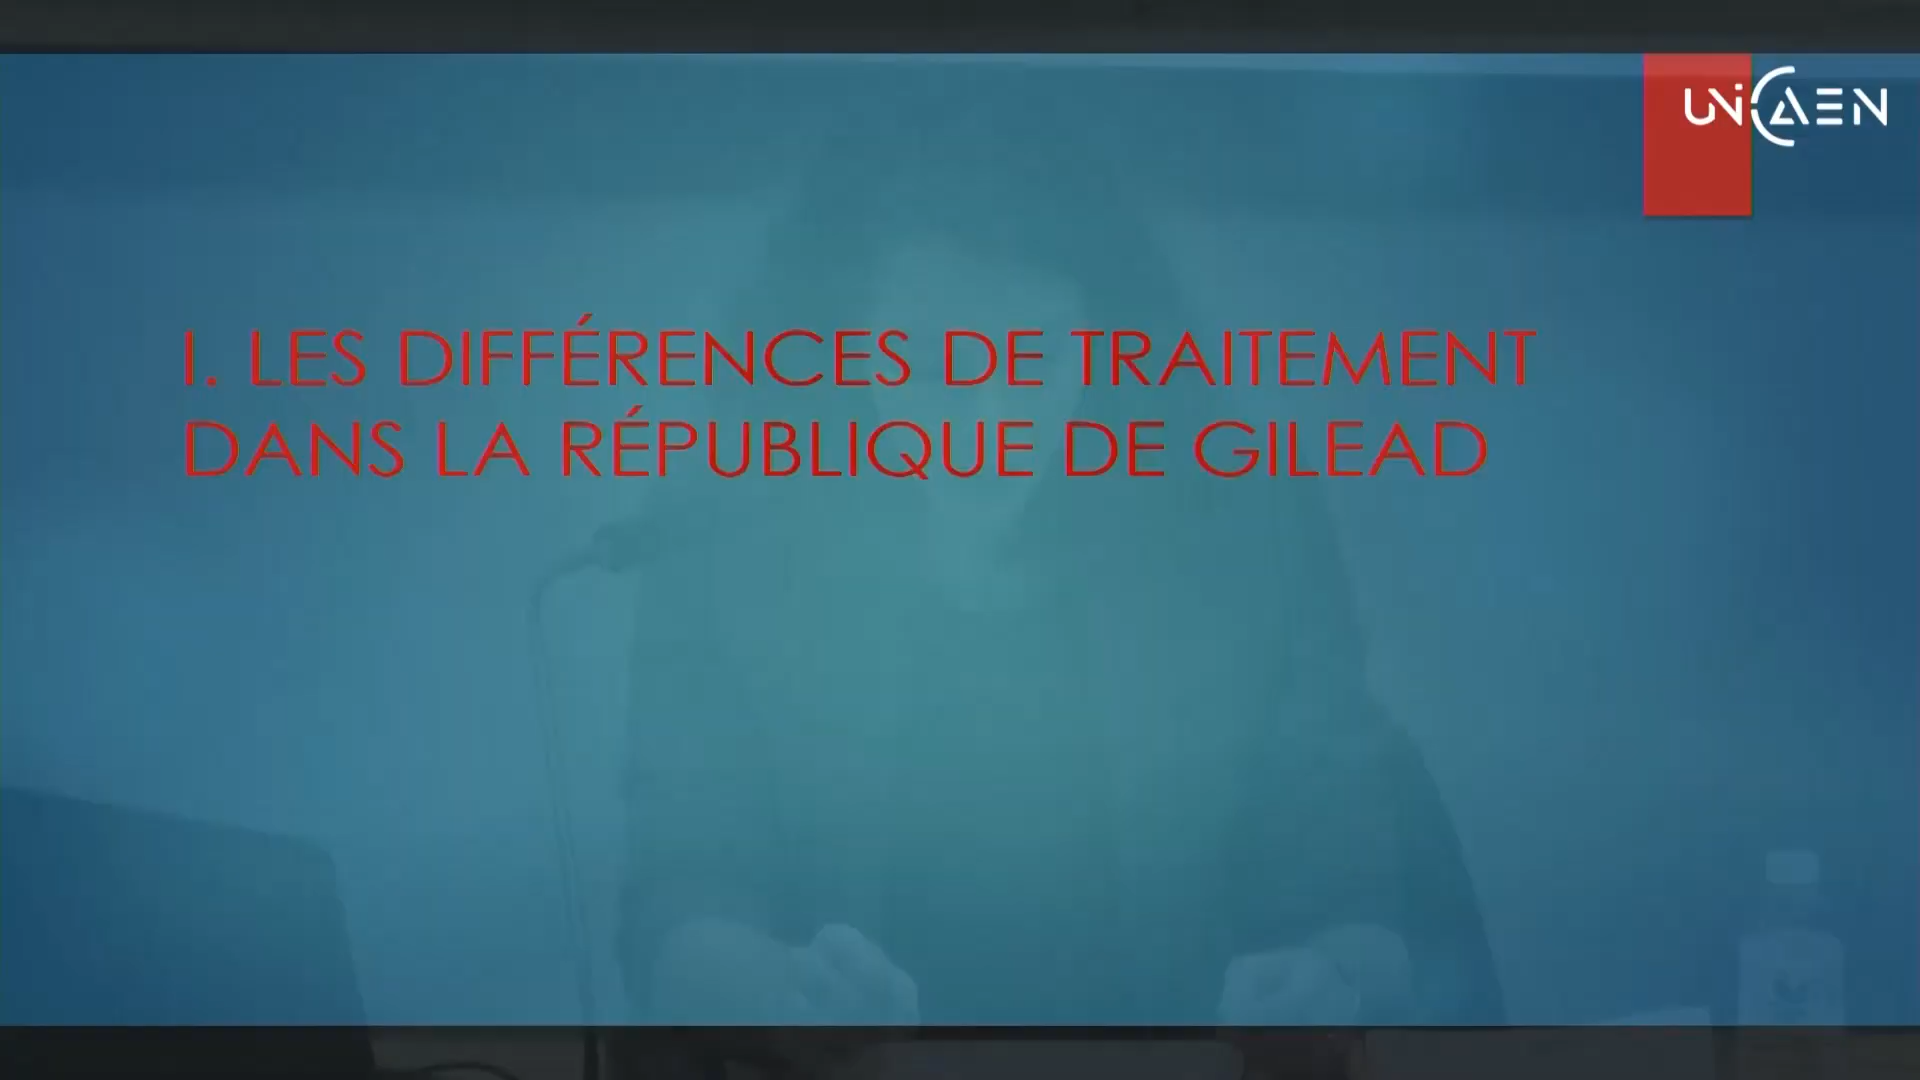 UNICAEN
I. LES DIFFÉRENCES DE TRAITEMENT
DANS LA RÉPUBLIQUE DE GILEAD